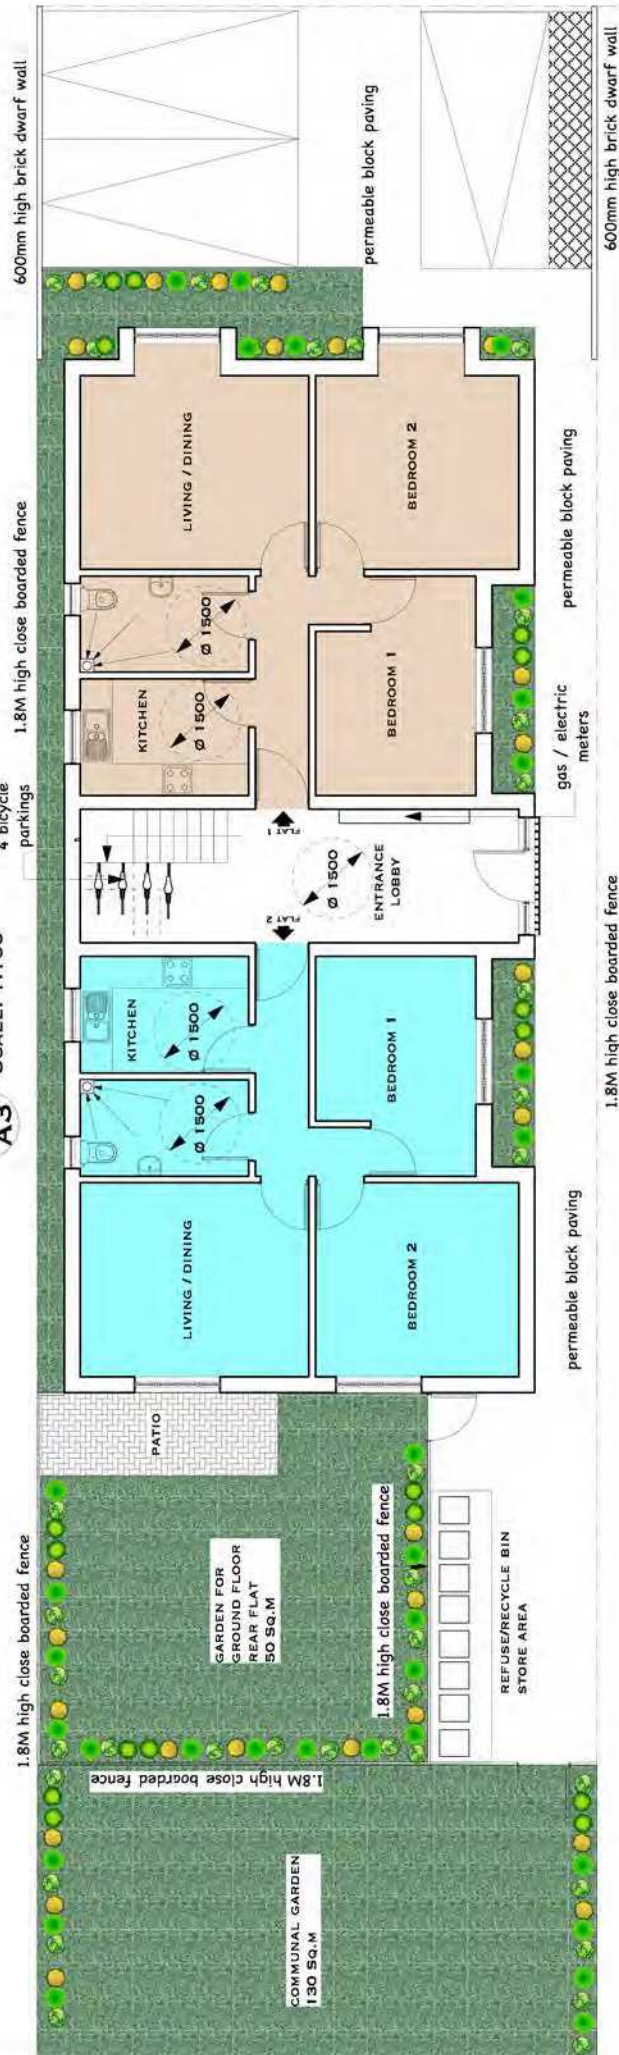 A3
4 bicycle
parkings
1.8M high close boarded fence
1.8M high close boarded fence
600mm high brick dwarf wall
COMMUNAL GARDEN
130 SQ.M
1.8M high close boarded fence
GARDEN FOR
GROUND FLOOR
REAR FLAT
50 SQ.M
PATIO
1.8M high close boarded fence
REFUSE/RECYCLE BIN
STORE AREA
LIVING / DINING
BEDROOM 2
Ø 1500
KITCHEN
Ø 1500
BEDROOM 1
FLAT 2
FLAT 1
Ø 1500
ENTRANCE
LOBBY
KITCHEN
Ø 1500
Ø 1500
BEDROOM 1
LIVING / DINING
BEDROOM 2
permeable block paving
permeable block paving
gas / electric
meters
permeable block paving
1.8M high close boarded fence
600mm high brick dwarf wall